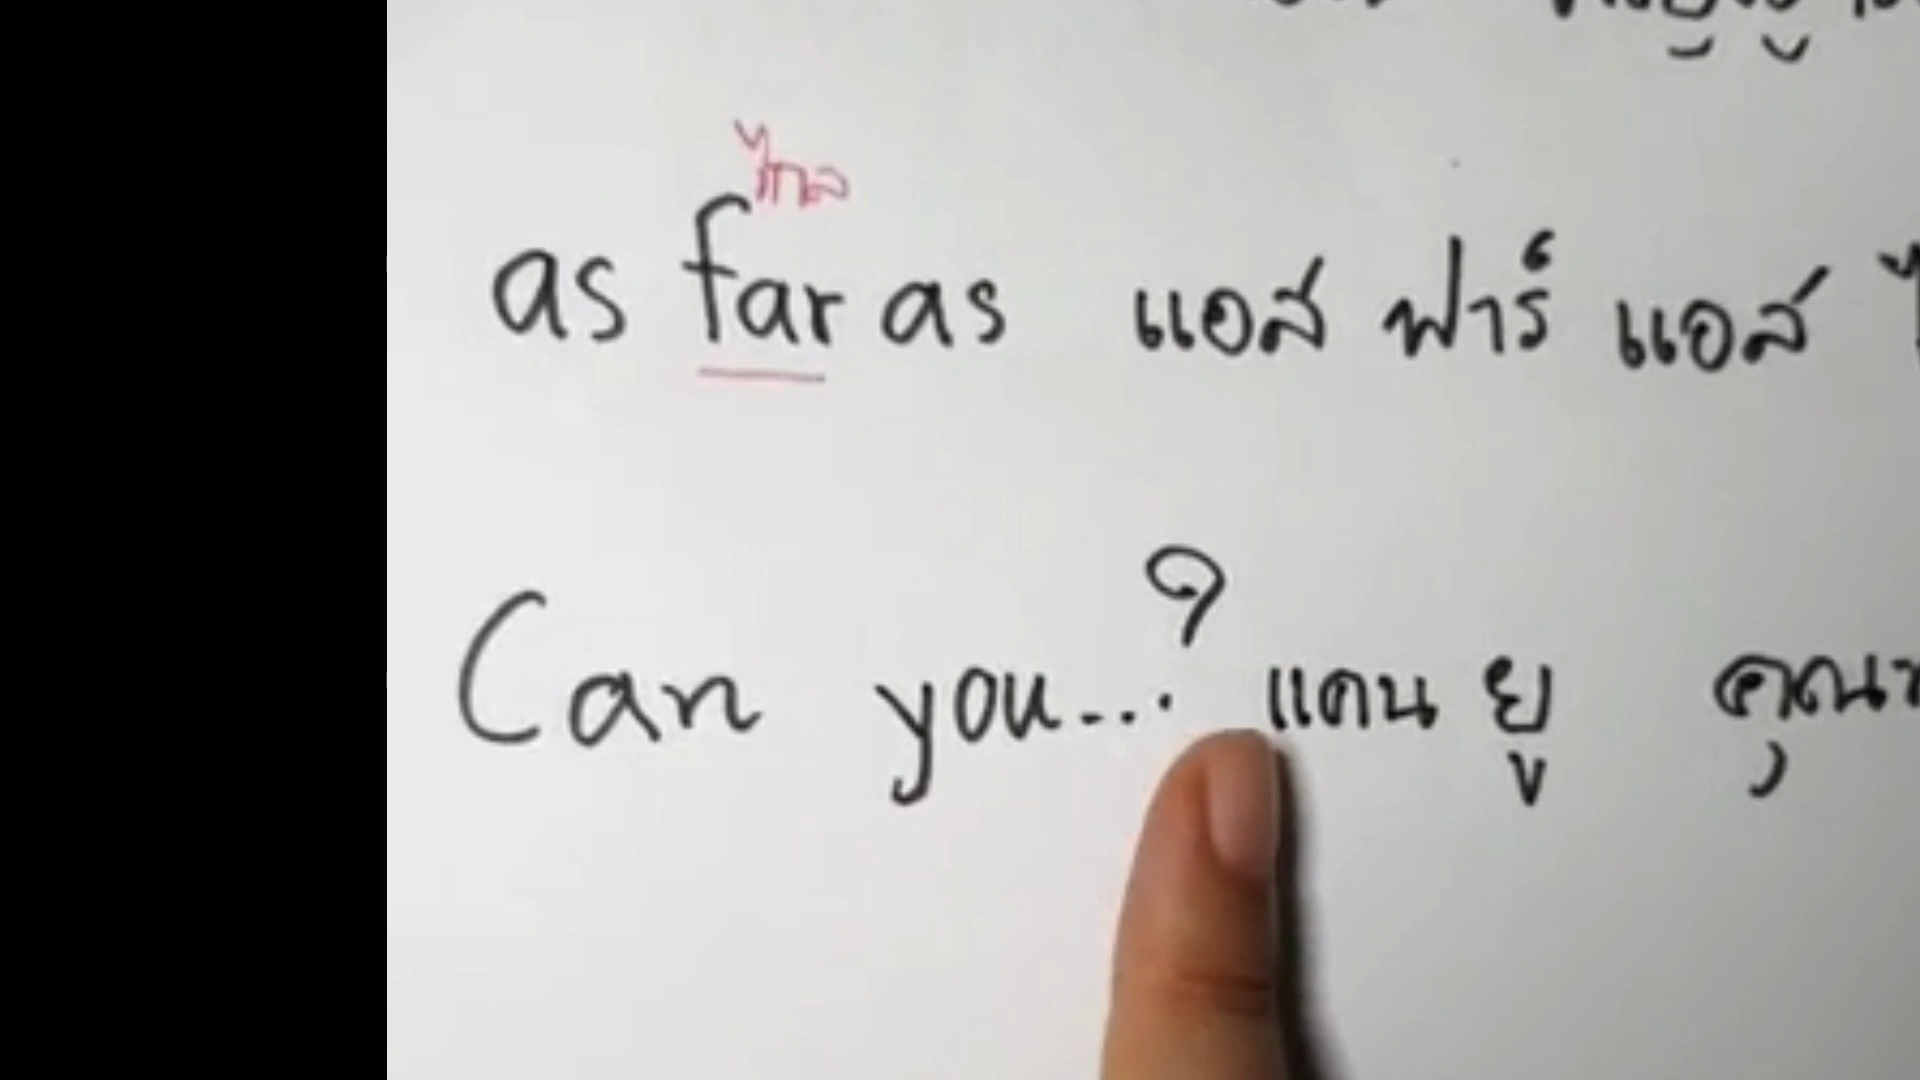 ไกล
as far as แอส ฟาร์ แอส
Can you...? แคน ยู